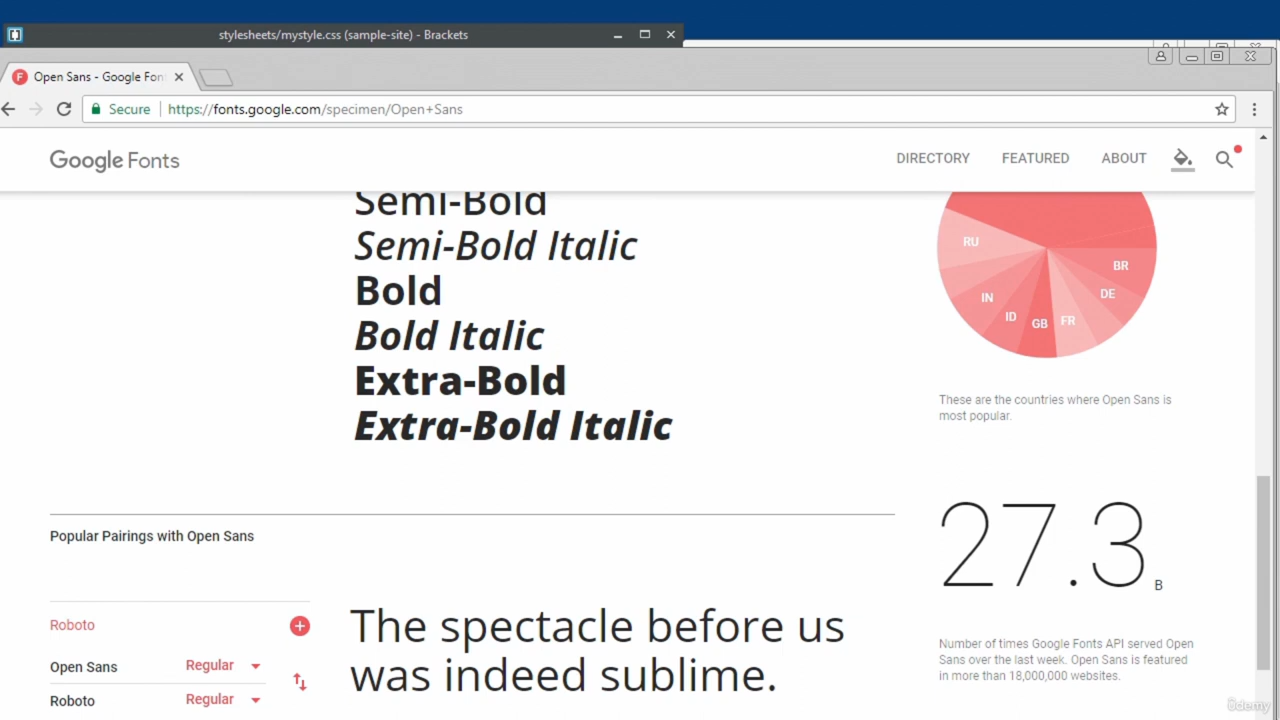 stylesheets/mystyle.css (sample-site) - Brackets
Open Sans - Google Fon
Secure https://fonts.google.com/specimen/Open+Sans
Google Fonts DIRECTORY FEATURED ABOUT
Semi-Bold
Semi-Bold Italic
Bold
Bold Italic
Extra-Bold
Extra-Bold Italic
RU
BR
IN
DE
ID
GB
FR
These are the countries where Open Sans is
most popular.
Popular Pairings with Open Sans
27.3 B
Roboto
Open Sans Regular
Roboto Regular
The spectacle before us
was indeed sublime.
Number of times Google Fonts API served Open
Sans over the last week. Open Sans is featured
in more than 18,000,000 websites.
ûdemy